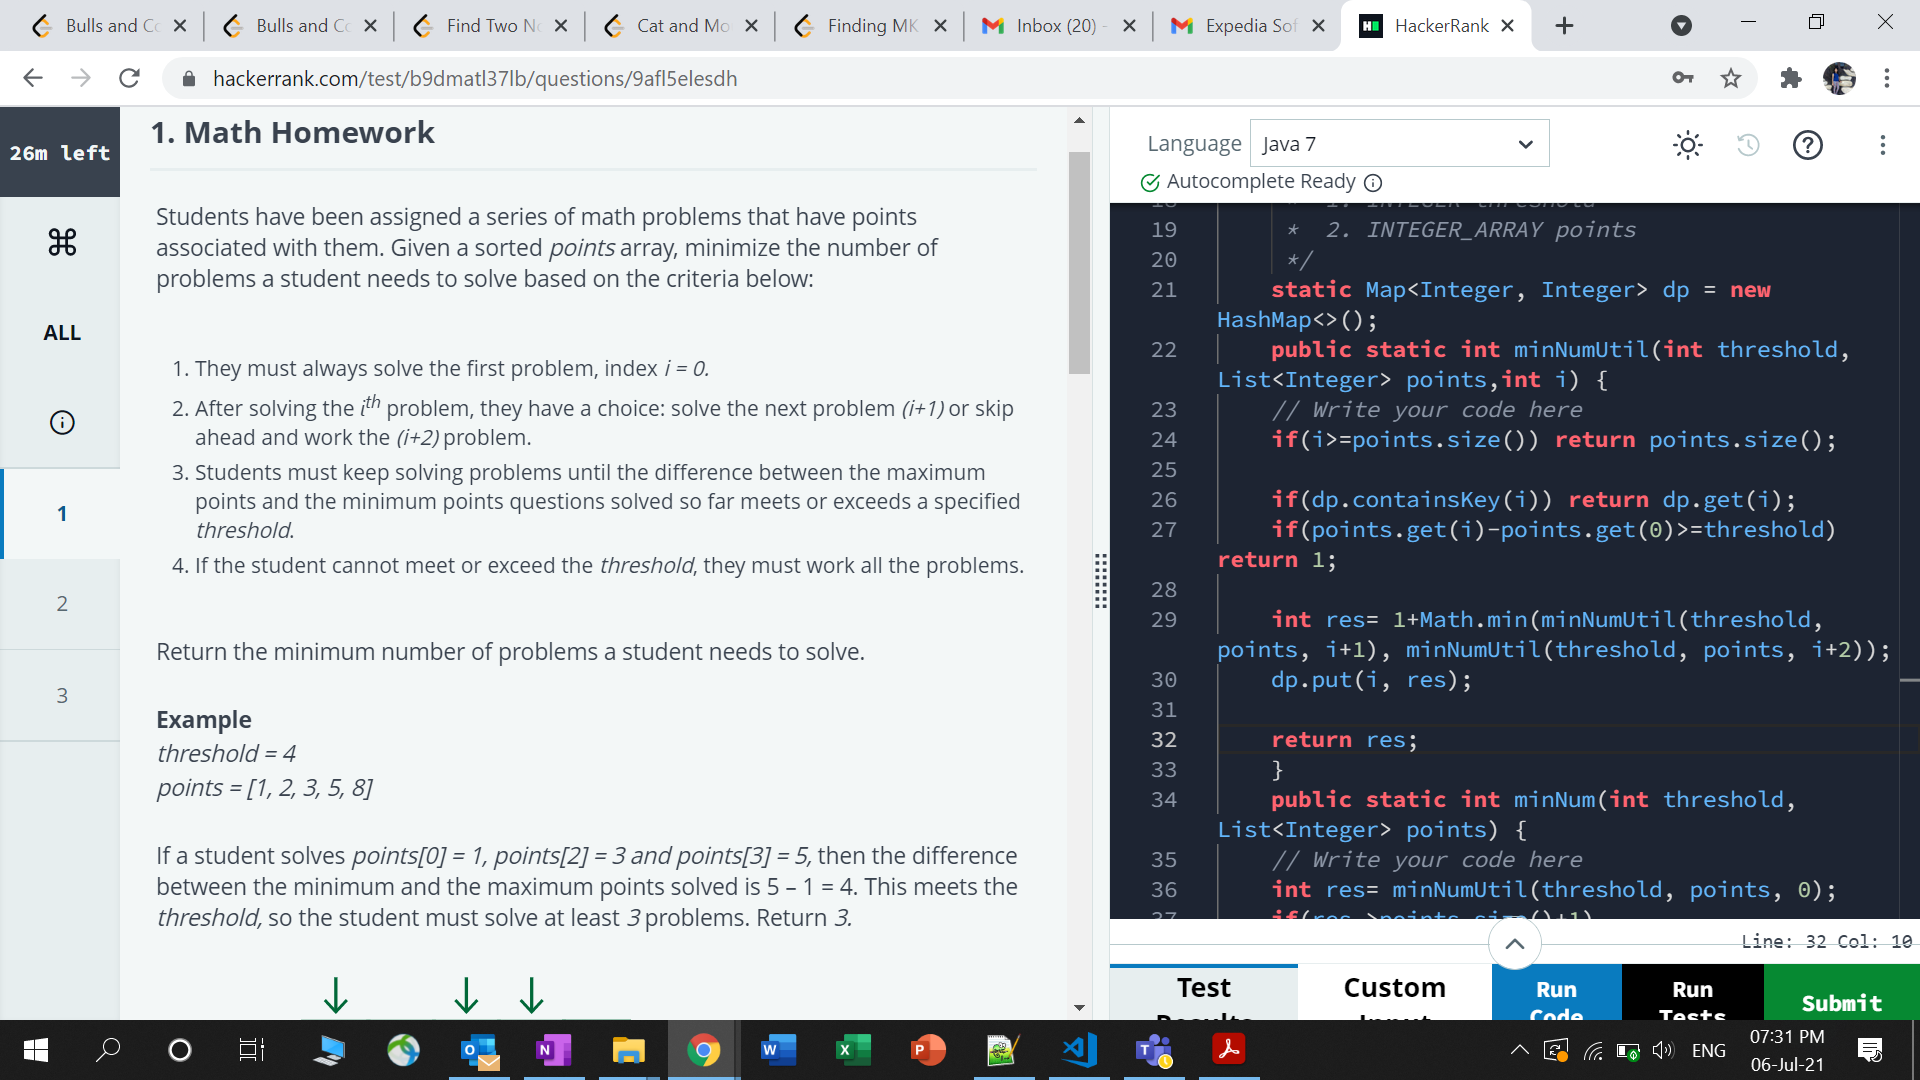 Bulls and Co
Bulls and Co
Find Two No
Cat and Mo
Finding MK
Inbox (20) -
Expedia Sof
HackerRank
hackerrank.com/test/b9dmatl37lb/questions/9afl5elesdh
26m left
ALL
1
2
3
1. Math Homework
Students have been assigned a series of math problems that have points
associated with them. Given a sorted points array, minimize the number of
problems a student needs to solve based on the criteria below:
1. They must always solve the first problem, index i = 0.
2. After solving the ith problem, they have a choice: solve the next problem (i+1) or skip
ahead and work the (i+2) problem.
3. Students must keep solving problems until the difference between the maximum
points and the minimum points questions solved so far meets or exceeds a specified
threshold.
4. If the student cannot meet or exceed the threshold, they must work all the problems.
Return the minimum number of problems a student needs to solve.
Example
threshold = 4
points = [1, 2, 3, 5, 8]
If a student solves points[0] = 1, points[2] = 3 and points[3] = 5, then the difference
between the minimum and the maximum points solved is 5 – 1 = 4. This meets the
threshold, so the student must solve at least 3 problems. Return 3.
Language Java 7
Autocomplete Ready
18 * 1. INTEGER threshold
19 * 2. INTEGER_ARRAY points
20 */
21 static Map<Integer, Integer> dp = new
HashMap<>();
22 public static int minNumUtil(int threshold,
List<Integer> points,int i) {
23 // Write your code here
24 if(i>=points.size()) return points.size();
25
26 if(dp.containsKey(i)) return dp.get(i);
27 if(points.get(i)-points.get(0)>=threshold)
return 1;
28
29 int res= 1+Math.min(minNumUtil(threshold,
points, i+1), minNumUtil(threshold, points, i+2));
30 dp.put(i, res);
31
32 return res;
33 }
34 public static int minNum(int threshold,
List<Integer> points) {
35 // Write your code here
36 int res= minNumUtil(threshold, points, 0);
37 if(res >points.size()+1)
Line: 32 Col: 10
Test
Results
Custom
Input
Run
Code
Run
Tests
Submit
ENG
07:31 PM
06-Jul-21